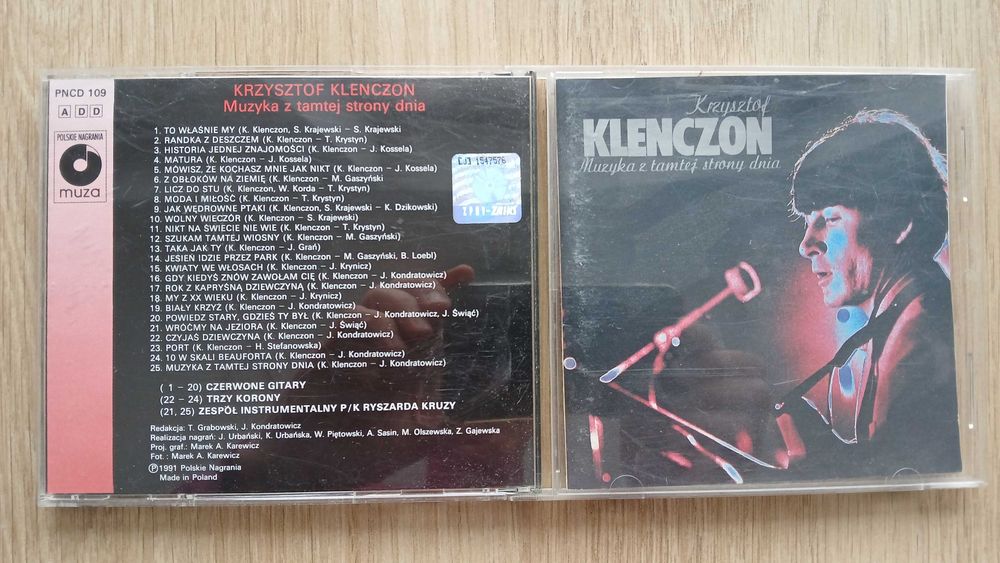 PNCD 109
A D D
POLSKIE NAGRANIA
muza
KRZYSZTOF KLENCZON
Muzyka z tamtej strony dnia
1. TO WŁAŚNIE MY (K. Klenczon, S. Krajewski – S. Krajewski
2. RANDKA Z DESZCZEM (K. Klenczon – T. Krystyn)
3. HISTORIA JEDNEJ ZNAJOMOŚCI (K. Klenczon – J. Kossela)
4. MATURA (K. Klenczon – J. Kossela)
5. MÓWISZ, ŻE KOCHASZ MNIE JAK NIKT (K. Klenczon – J. Kossela)
6. Z OBŁOKÓW NA ZIEMIĘ (K. Klenczon – M. Gaszyński
7. LICZ DO STU (K. Klenczon, W. Korda – T. Krystyn)
8. MODA I MIŁOŚĆ (K. Klenczon – T. Krystyn)
9. JAK WĘDROWNE PTAKI (K. Klenczon, S. Krajewski – K. Dzikowski)
10. WOLNY WIECZÓR (K. Klenczon – S. Krajewski)
11. NIKT NA ŚWIECIE NIE WIE (K. Klenczon – T. Krystyn)
12. SZUKAM TAMTEJ WIOSNY (K. Klenczon – M. Gaszyński)
13. TAKA JAK TY (K. Klenczon – J. Grań)
14. JESIEŃ IDZIE PRZEZ PARK (K. Klenczon – M. Gaszyński, B. Loebl)
15. KWIATY WE WŁOSACH (K. Klenczon – J. Krynicz)
16. GDY KIEDYŚ ZNÓW ZAWOŁAM CIĘ (K. Klenczon – J. Kondratowicz)
17. ROK Z KAPRYŚNĄ DZIEWCZYNĄ (K. Klenczon – J. Kondratowicz)
18. MY Z XX WIEKU (K. Klenczon – J. Krynicz)
19. BIAŁY KRZYŻ (K. Klenczon – J. Kondratowicz)
20. POWIEDZ STARY, GDZIEŚ TY BYŁ (K. Klenczon – J. Kondratowicz, J. Świąć)
21. WRÓĆMY NA JEZIORA (K. Klenczon – J. Świąć)
22. CZYJAŚ DZIEWCZYNA (K. Klenczon – J. Kondratowicz)
23. PORT (K. Klenczon – H. Stefanowska)
24. 10 W SKALI BEAUFORTA (K. Klenczon – J. Kondratowicz)
25. MUZYKA Z TAMTEJ STRONY DNIA (K. Klenczon – J. Kondratowicz)
( 1 – 20) CZERWONE GITARY
(22 – 24) TRZY KORONY
(21, 25) ZESPÓŁ INSTRUMENTALNY P/K RYSZARDA KRUZY
Redakcja: T. Grabowski, J. Kondratowicz
Realizacja nagrań: J. Urbański, K. Urbańska, W. Piętowski, A. Sasin, M. Olszewska, Z. Gajewska
Proj. graf.: Marek A. Karewicz
Fot. : Marek A. Karewicz
Ⓟ1991 Polskie Nagrania
Made in Poland
1547526
Krzysztof
KLENCZON
Muzyka z tamtej strony dnia